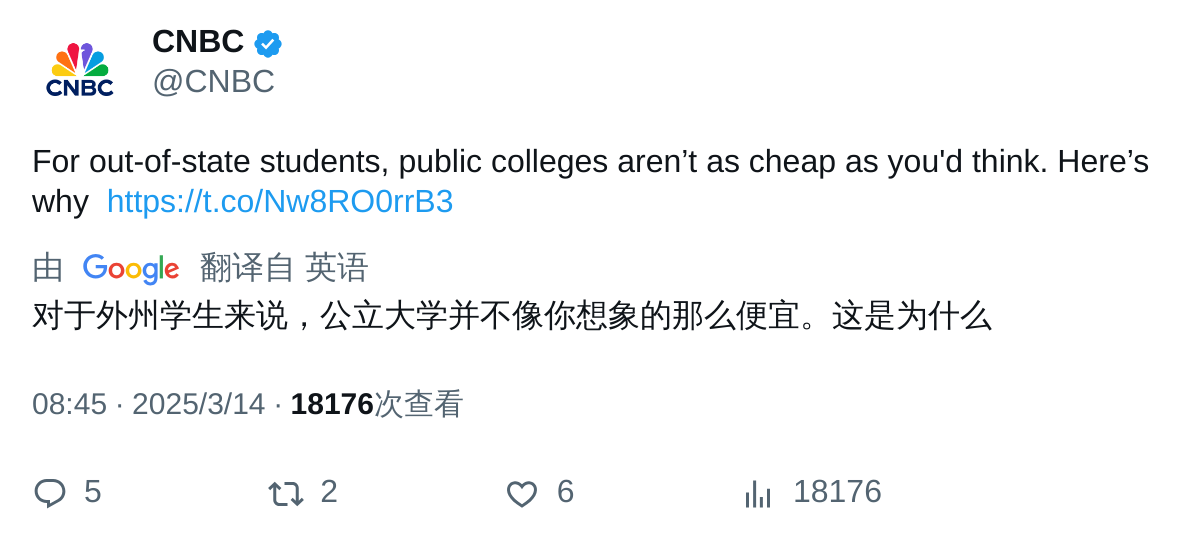 CNBC
CNBC
@CNBC
For out-of-state students, public colleges aren’t as cheap as you'd think. Here’s
why https://t.co/Nw8RO0rrB3
由 Google 翻译自 英语
对于外州学生来说，公立大学并不像你想象的那么便宜。这是为什么
08:45 · 2025/3/14 · 18176次查看
5 2 6 18176